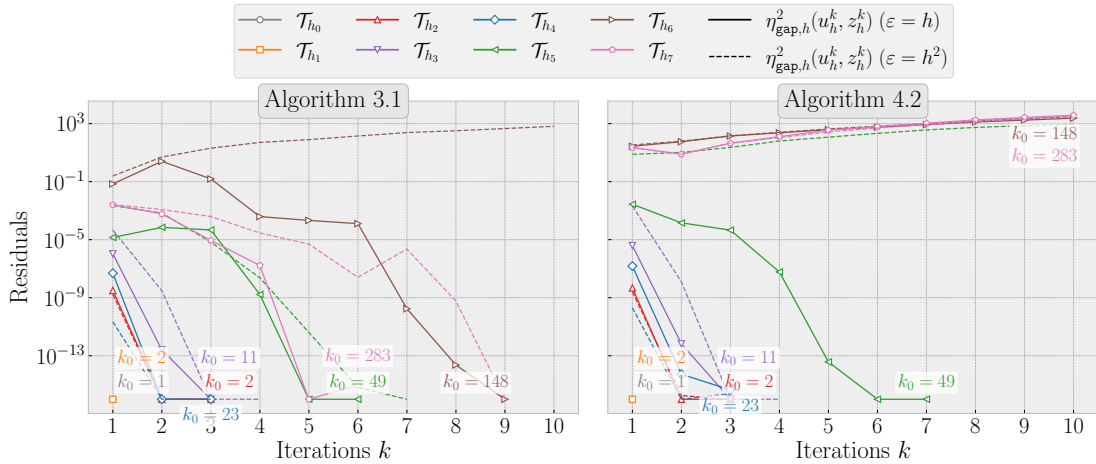 𝒯_{h_0} 𝒯_{h_2} 𝒯_{h_4} 𝒯_{h_6} η²_{gap,h}(u_h^k, z_h^k) (ε = h)
𝒯_{h_1} 𝒯_{h_3} 𝒯_{h_5} 𝒯_{h_7} η²_{gap,h}(u_h^k, z_h^k) (ε = h²)
Algorithm 3.1
Residuals
10^3
10^{-1}
10^{-5}
10^{-9}
10^{-13}
k_0 = 2
k_0 = 1
k_0 = 11
k_0 = 2
k_0 = 23
k_0 = 283
k_0 = 49
k_0 = 148
1 2 3 4 5 6 7 8 9 10
Iterations k
Algorithm 4.2
k_0 = 148
k_0 = 283
k_0 = 2
k_0 = 1
k_0 = 11
k_0 = 2
k_0 = 23
k_0 = 49
1 2 3 4 5 6 7 8 9 10
Iterations k